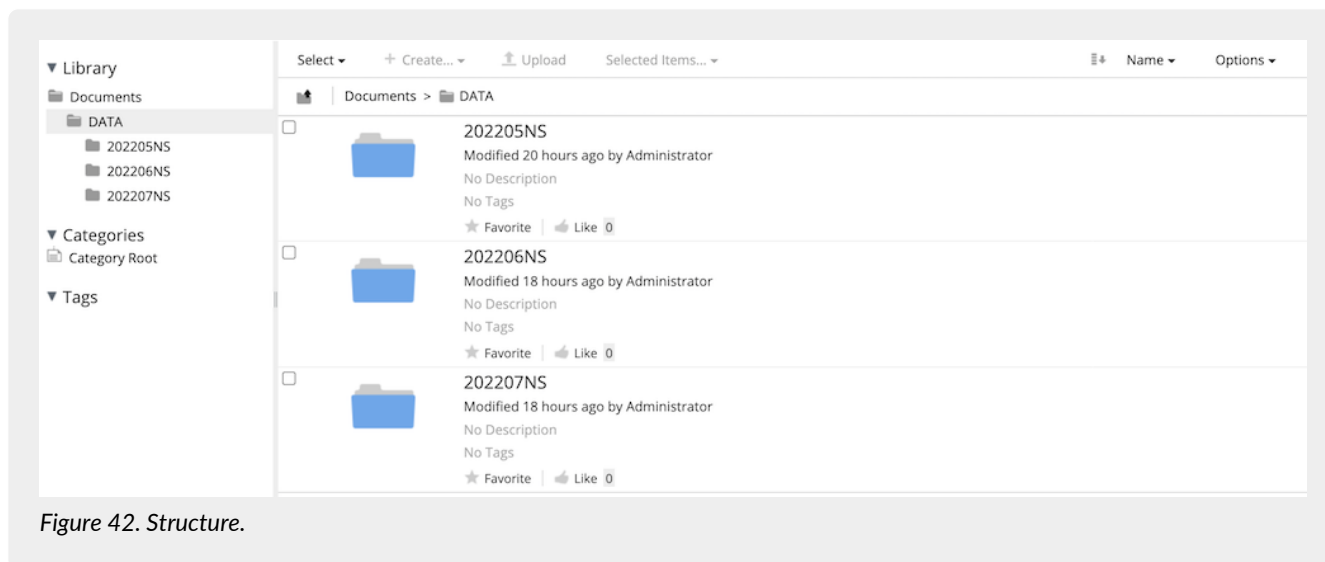 Library
Documents
DATA
202205NS
202206NS
202207NS
Categories
Category Root
Tags
Select + Create... Upload Selected Items... Name Options
Documents > DATA
202205NS
Modified 20 hours ago by Administrator
No Description
No Tags
Favorite Like 0
202206NS
Modified 18 hours ago by Administrator
No Description
No Tags
Favorite Like 0
202207NS
Modified 18 hours ago by Administrator
No Description
No Tags
Favorite Like 0
Figure 42. Structure.